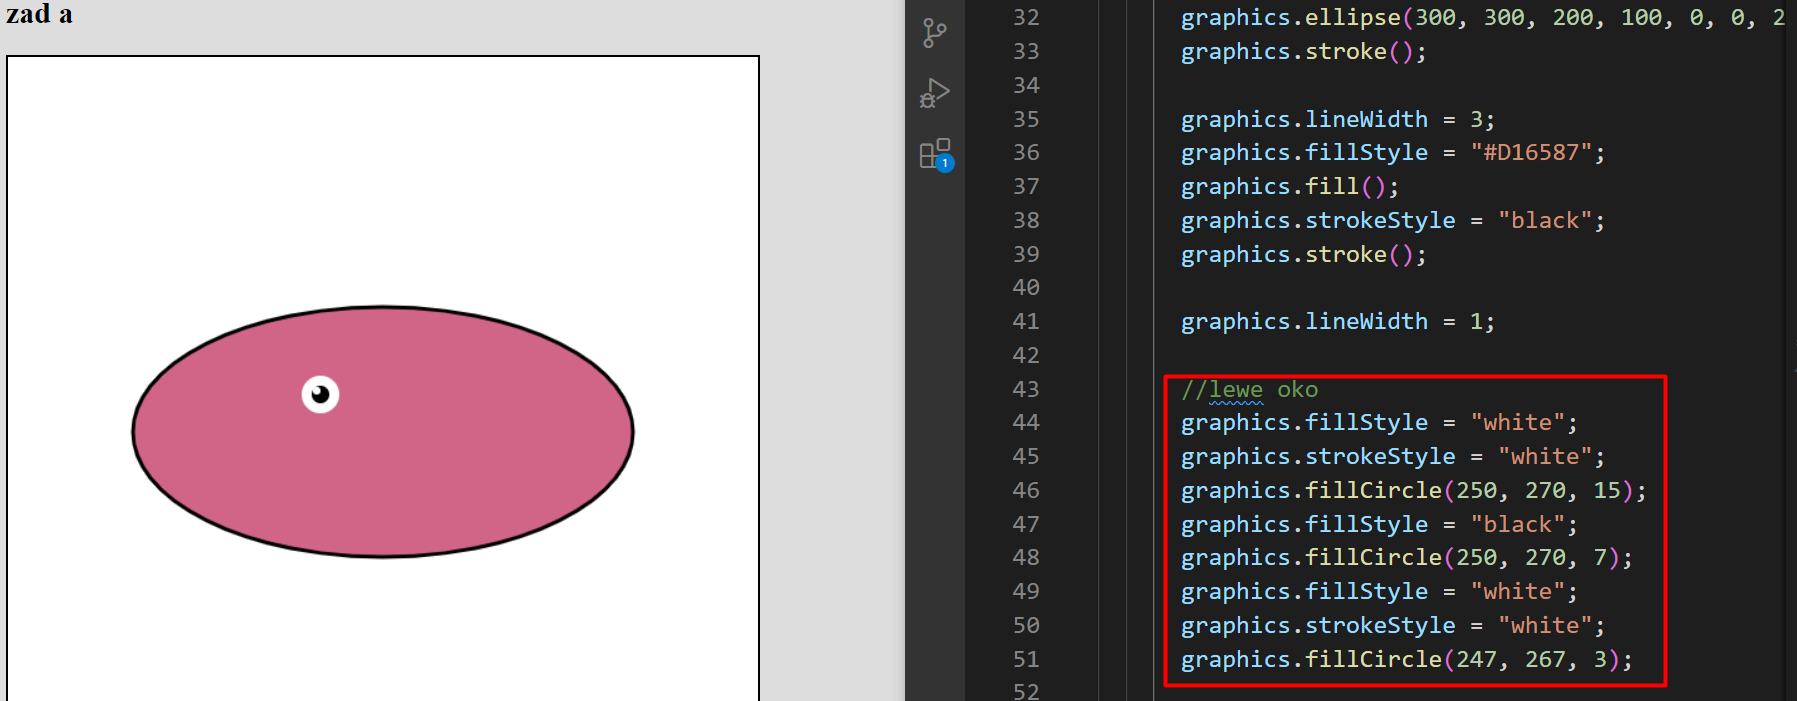 zad a
32 graphics.ellipse(300, 300, 200, 100, 0, 0, 2
33 graphics.stroke();
34
35 graphics.lineWidth = 3;
36 graphics.fillStyle = "#D16587";
37 graphics.fill();
38 graphics.strokeStyle = "black";
39 graphics.stroke();
40
41 graphics.lineWidth = 1;
42
43 //lewe oko
44 graphics.fillStyle = "white";
45 graphics.strokeStyle = "white";
46 graphics.fillCircle(250, 270, 15);
47 graphics.fillStyle = "black";
48 graphics.fillCircle(250, 270, 7);
49 graphics.fillStyle = "white";
50 graphics.strokeStyle = "white";
51 graphics.fillCircle(247, 267, 3);
52
1